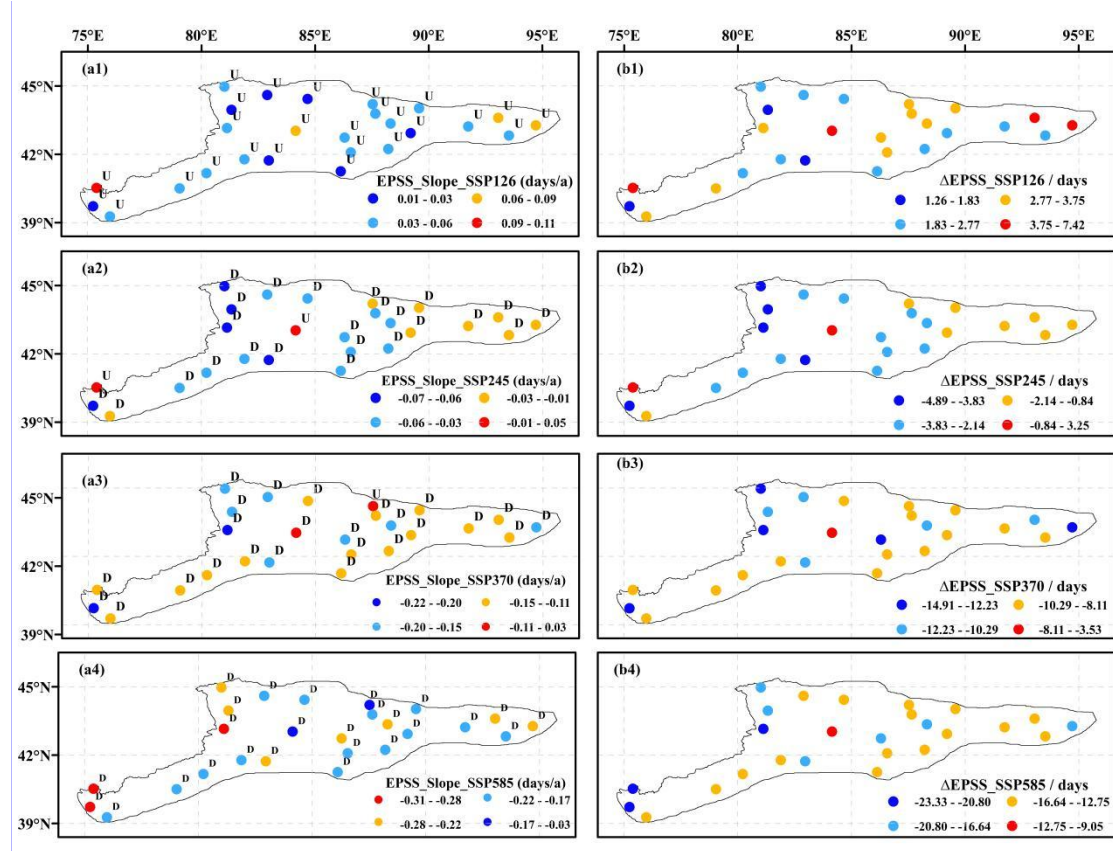 75°E 80°E 85°E 90°E 95°E 75°E 80°E 85°E 90°E 95°E
45°N
42°N
39°N
(a1)
U U U U U U U U U U U U U U U U U U U U U U U U
EPSS_Slope_SSP126 (days/a)
0.01 - 0.03 0.06 - 0.09
0.03 - 0.06 0.09 - 0.11
(b1)
ΔEPSS_SSP126 / days
1.26 - 1.83 2.77 - 3.75
1.83 - 2.77 3.75 - 7.42
45°N
42°N
39°N
(a2)
D D D D D D D U D D D D D D D D D D D D U D D
EPSS_Slope_SSP245 (days/a)
-0.07 - -0.06 -0.03 - -0.01
-0.06 - -0.03 -0.01 - 0.05
(b2)
ΔEPSS_SSP245 / days
-4.89 - -3.83 -2.14 - -0.84
-3.83 - -2.14 -0.84 - 3.25
45°N
42°N
39°N
(a3)
D D D U D D D D D D D D D D D D D D D D D D D
EPSS_Slope_SSP370 (days/a)
-0.22 - -0.20 -0.15 - -0.11
-0.20 - -0.15 -0.11 - 0.03
(b3)
ΔEPSS_SSP370 / days
-14.91 - -12.23 -10.29 - -8.11
-12.23 - -10.29 -8.11 - -3.53
45°N
42°N
39°N
(a4)
D D D D D D D D D D D D D D D D D D D D D D D
EPSS_Slope_SSP585 (days/a)
-0.31 - -0.28 -0.22 - -0.17
-0.28 - -0.22 -0.17 - -0.03
(b4)
ΔEPSS_SSP585 / days
-23.33 - -20.80 -16.64 - -12.75
-20.80 - -16.64 -12.75 - -9.05